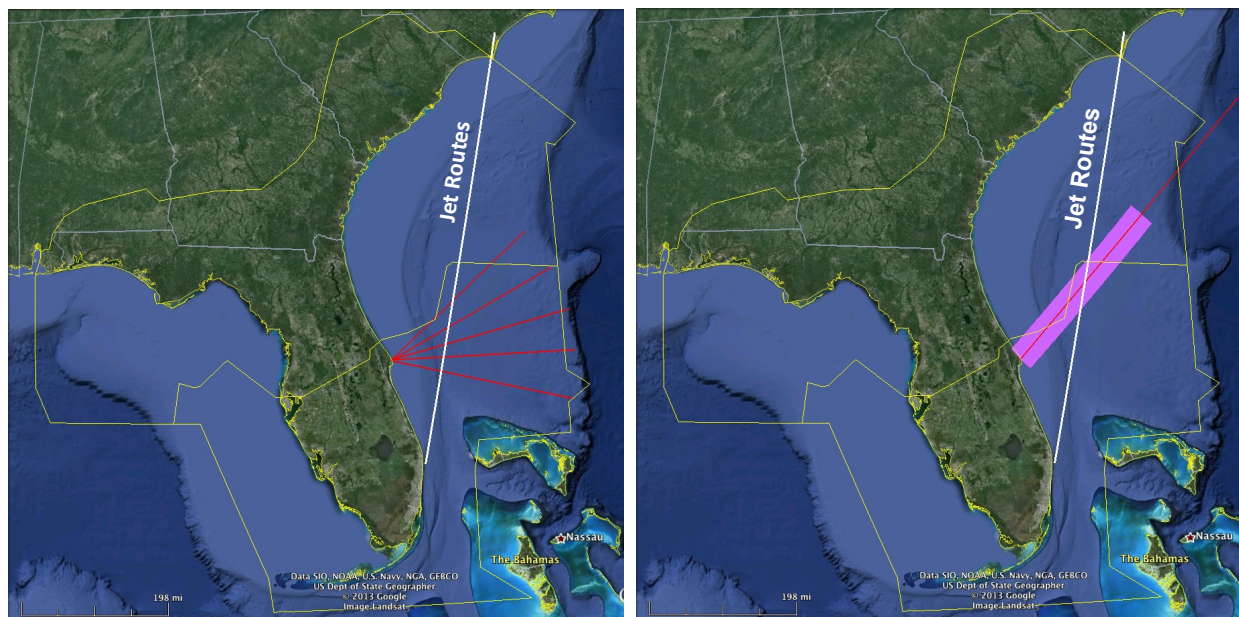 Jet Routes
Nassau
The Bahamas
Data SIO, NOAA, U.S. Navy, NGA, GEBCO
US Dept of State Geographer
© 2013 Google
Image Landsat
198 mi
Jet Routes
Nassau
The Bahamas
Data SIO, NOAA, U.S. Navy, NGA, GEBCO
US Dept of State Geographer
© 2013 Google
Image Landsat
198 mi